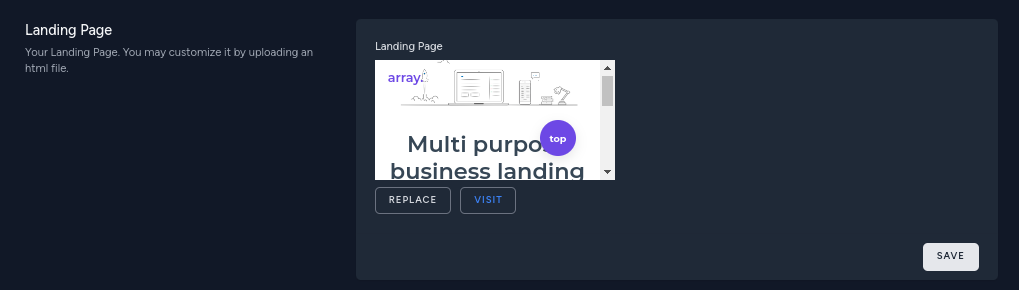 Landing Page
Your Landing Page. You may customize it by uploading an
html file.
Landing Page
array.
top
Multi purpo
business landing
REPLACE
VISIT
SAVE